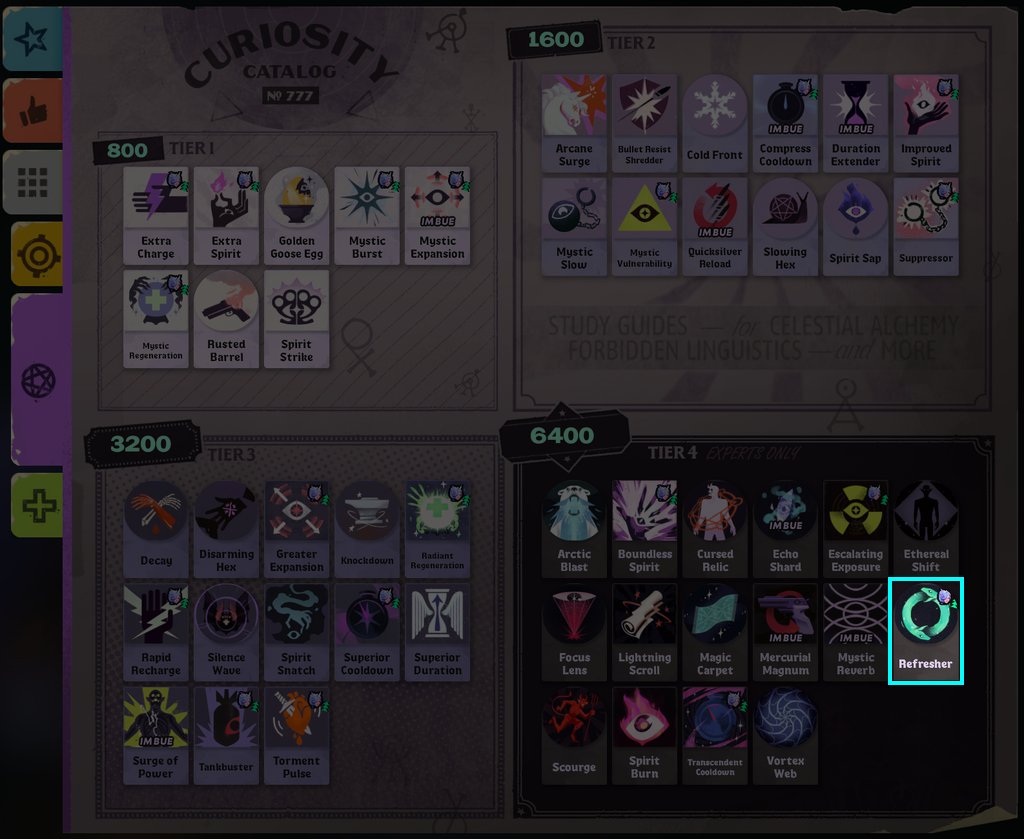 CURIOSITY
CATALOG
Nº 777
800 TIER 1
Extra Charge
Extra Spirit
Golden Goose Egg
Mystic Burst
IMBUE
Mystic Expansion
Mystic Regeneration
Rusted Barrel
Spirit Strike
1600 TIER 2
Arcane Surge
Bullet Resist Shredder
Cold Front
IMBUE
Compress Cooldown
IMBUE
Duration Extender
Improved Spirit
Mystic Slow
Mystic Vulnerability
IMBUE
Quicksilver Reload
Slowing Hex
Spirit Sap
Suppressor
STUDY GUIDES — for CELESTIAL ALCHEMY
FORBIDDEN LINGUISTICS — and MORE
3200 TIER 3
Decay
Disarming Hex
Greater Expansion
Knockdown
Radiant Regeneration
Rapid Recharge
Silence Wave
Spirit Snatch
Superior Cooldown
Superior Duration
IMBUE
Surge of Power
Tankbuster
Torment Pulse
6400 TIER 4 EXPERTS ONLY
Arctic Blast
Boundless Spirit
Cursed Relic
IMBUE
Echo Shard
Escalating Exposure
Ethereal Shift
Focus Lens
Lightning Scroll
Magic Carpet
IMBUE
Mercurial Magnum
IMBUE
Mystic Reverb
Refresher
Scourge
Spirit Burn
Transcendent Cooldown
Vortex Web